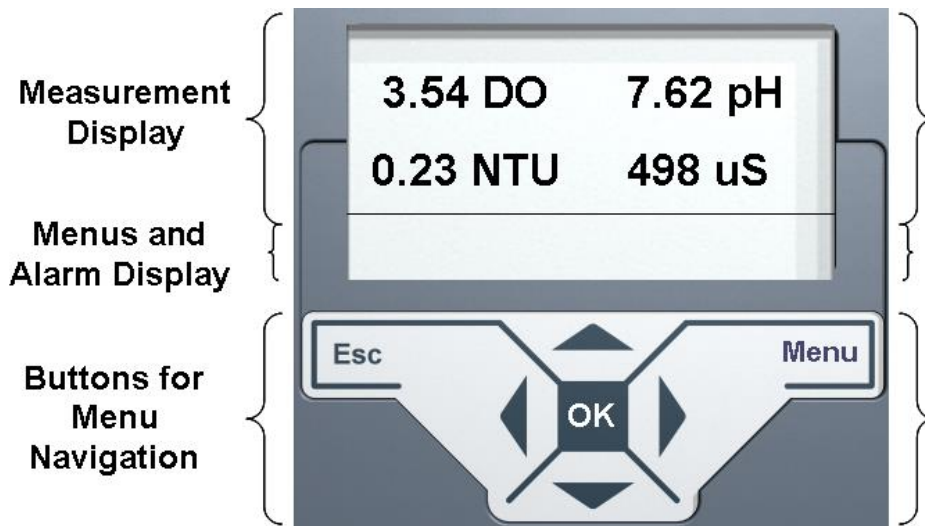 Measurement
Display
3.54 DO 7.62 pH
0.23 NTU 498 uS
Menus and
Alarm Display
Esc
Menu
OK
Buttons for
Menu
Navigation